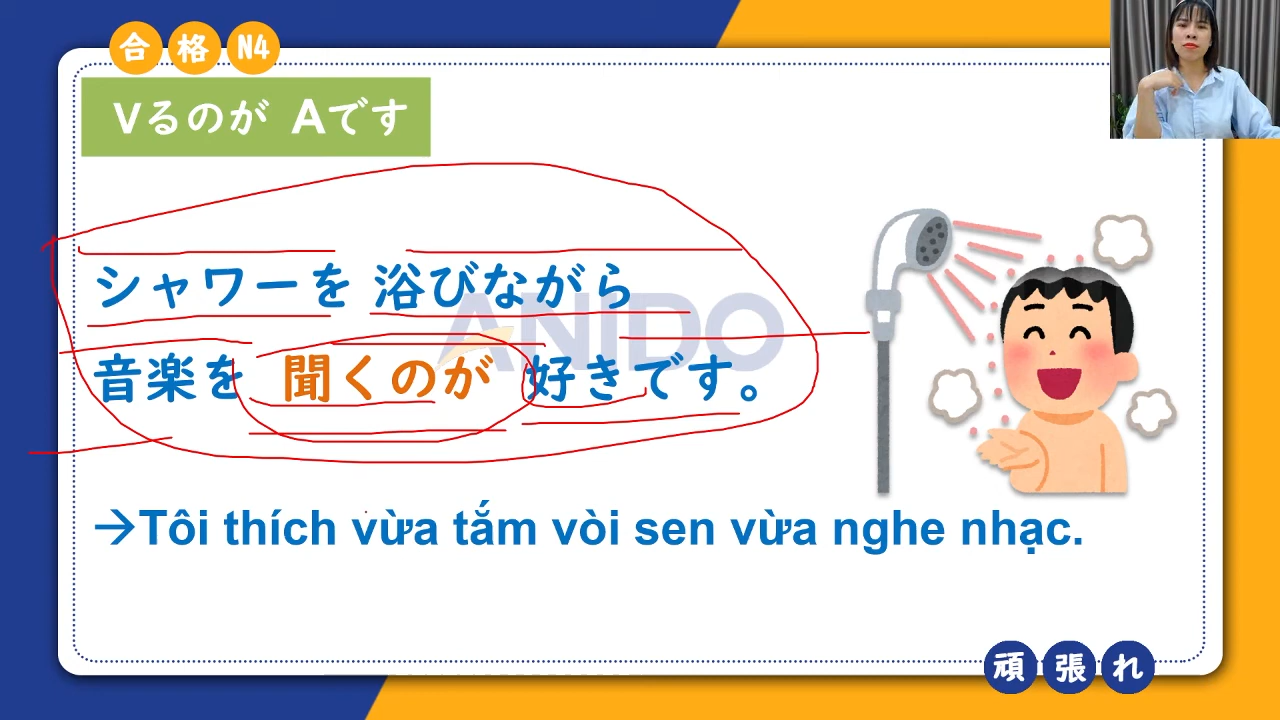 合格N4
Vるのが Aです
シャワーを 浴びながら
ANIDO
音楽を 聞くのが 好きです。
→Tôi thích vừa tắm vòi sen vừa nghe nhạc.
頑張れ